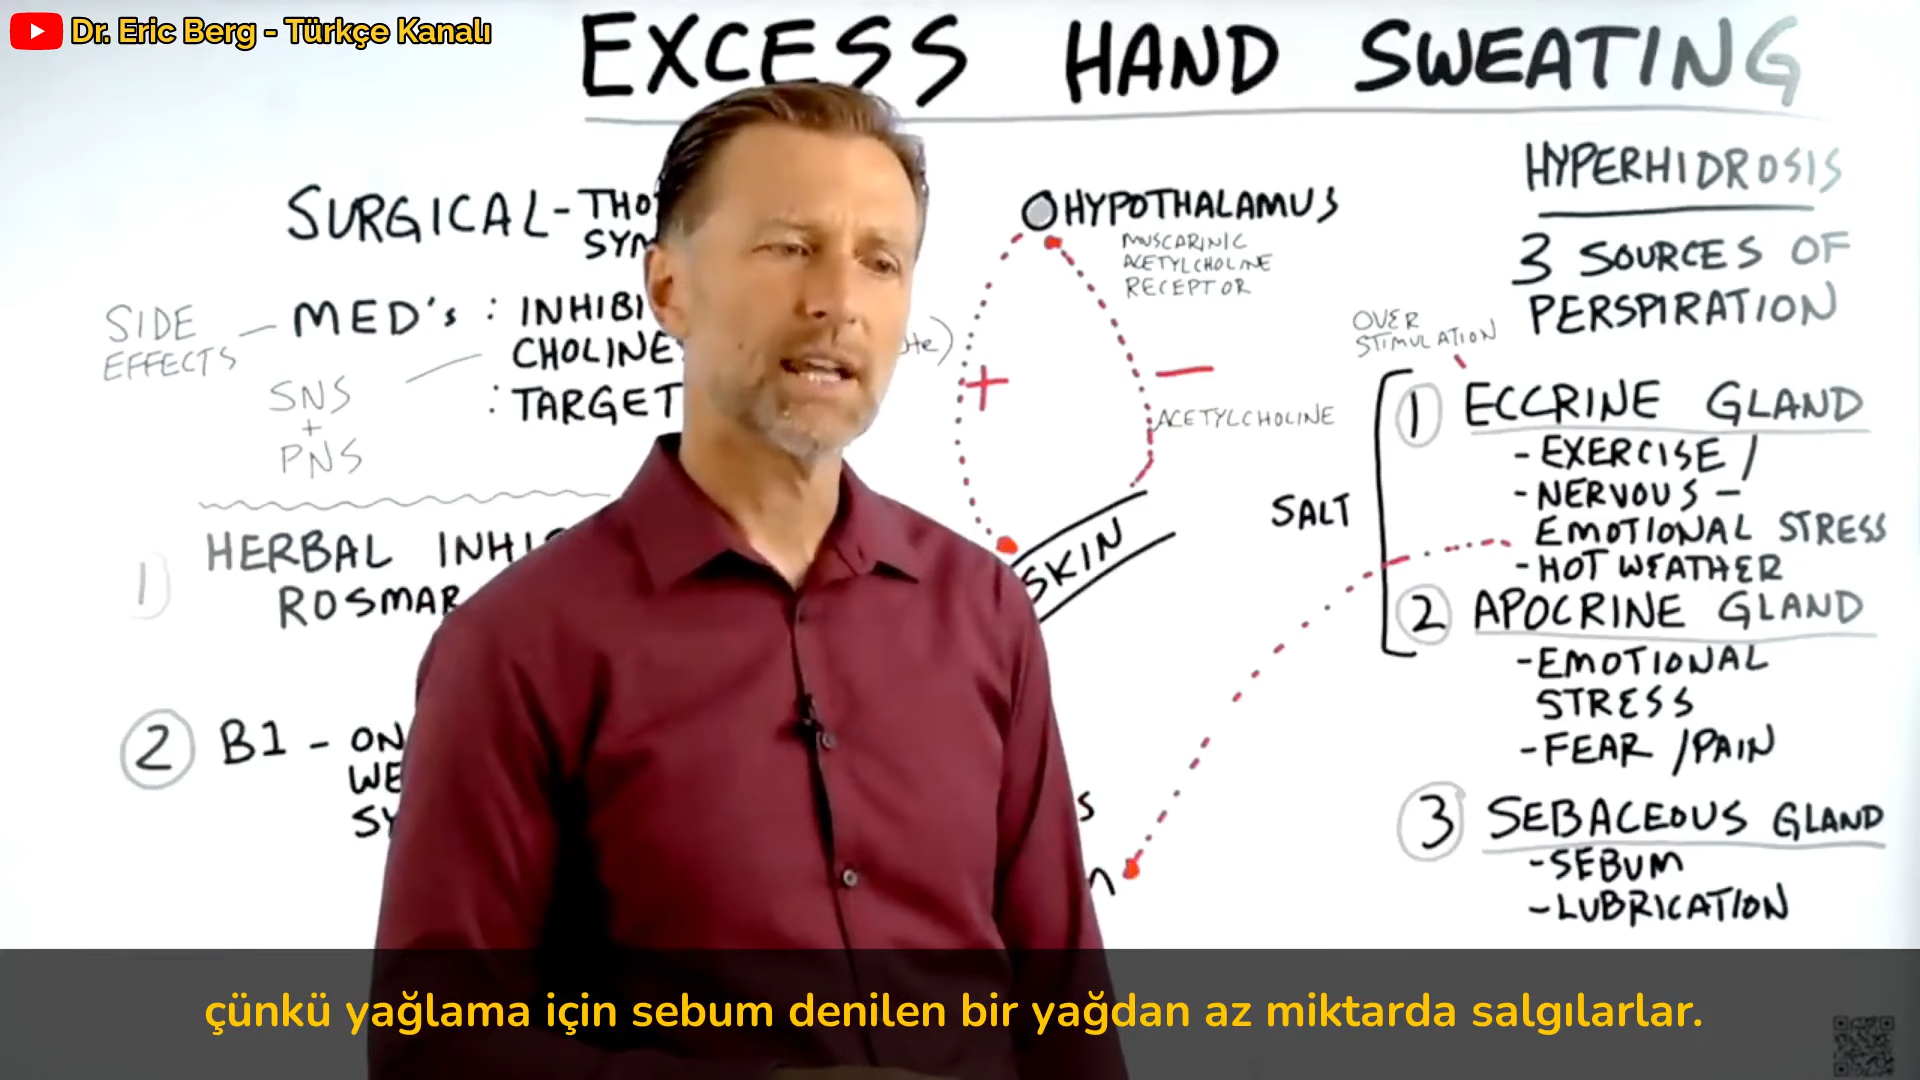 Dr. Eric Berg - Türkçe Kanalı
EXCESS HAND SWEATING
SURGICAL - THO
SYM
SIDE
EFFECTS
MED's : INHIBI
CHOLINE
: TARGET
SNS
+
PNS
1 HERBAL INHI
ROSMAR
2 B1 - ON
WE
SY
HYPOTHALAMUS
MUSCARINIC
ACETYLCHOLINE
RECEPTOR
+
-
ACETYLCHOLINE
SKIN
HYPERHIDROSIS
3 SOURCES OF
PERSPIRATION
OVER
STIMULATION
SALT
1 ECCRINE GLAND
- EXERCISE /
- NERVOUS -
EMOTIONAL STRESS
- HOT WEATHER
2 APOCRINE GLAND
- EMOTIONAL
STRESS
- FEAR / PAIN
3 SEBACEOUS GLAND
- SEBUM
- LUBRICATION
çünkü yağlama için sebum denilen bir yağdan az miktarda salgılarlar.